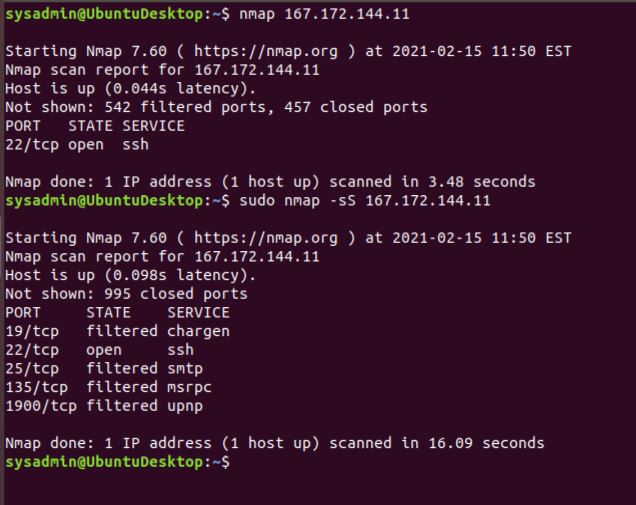 sysadmin@UbuntuDesktop:~$ nmap 167.172.144.11
Starting Nmap 7.60 ( https://nmap.org ) at 2021-02-15 11:50 EST
Nmap scan report for 167.172.144.11
Host is up (0.044s latency).
Not shown: 542 filtered ports, 457 closed ports
PORT   STATE SERVICE
22/tcp open  ssh
Nmap done: 1 IP address (1 host up) scanned in 3.48 seconds
sysadmin@UbuntuDesktop:~$ sudo nmap -sS 167.172.144.11
Starting Nmap 7.60 ( https://nmap.org ) at 2021-02-15 11:50 EST
Nmap scan report for 167.172.144.11
Host is up (0.098s latency).
Not shown: 995 closed ports
PORT     STATE    SERVICE
19/tcp   filtered chargen
22/tcp   open     ssh
25/tcp   filtered smtp
135/tcp  filtered msrpc
1900/tcp filtered upnp
Nmap done: 1 IP address (1 host up) scanned in 16.09 seconds
sysadmin@UbuntuDesktop:~$